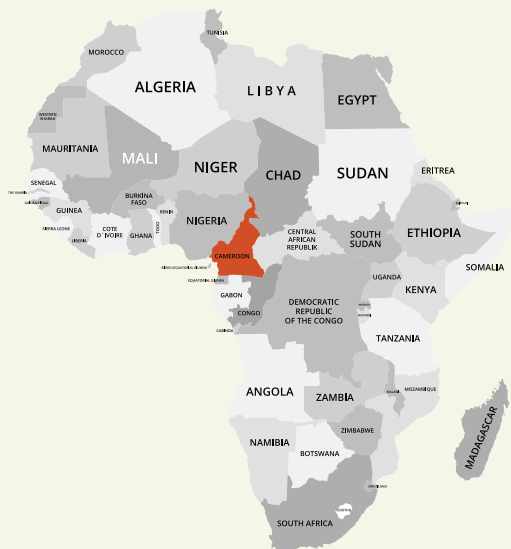 TUNISIA
MOROCCO
ALGERIA
LIBYA
EGYPT
WESTERN
SHARAH
MAURITANIA
MALI
NIGER
CHAD
SUDAN
ERITREA
SENEGAL
THE GAMBIA
GUINEA
BURKINA
FASO
BENIN
NIGERIA
SIERRA LEONE
LIBERIA
COTE
D´IVOIRE
GHANA
TOGO
CAMEROON
CENTRAL
AFRICAN
REPUBLIK
SOUTH
SUDAN
ETHIOPIA
SOMALIA
EQUATORIAL GUINEA
GABON
CONGO
CABINDA
DEMOCRATIC
REPUBLIC
OF THE CONGO
UGANDA
KENYA
TANZANIA
ANGOLA
ZAMBIA
MALAWI
MOZAMBIQUE
ZIMBABWE
NAMIBIA
BOTSWANA
MADAGASCAR
SWAZILAND
LESOTHO
SOUTH AFRICA